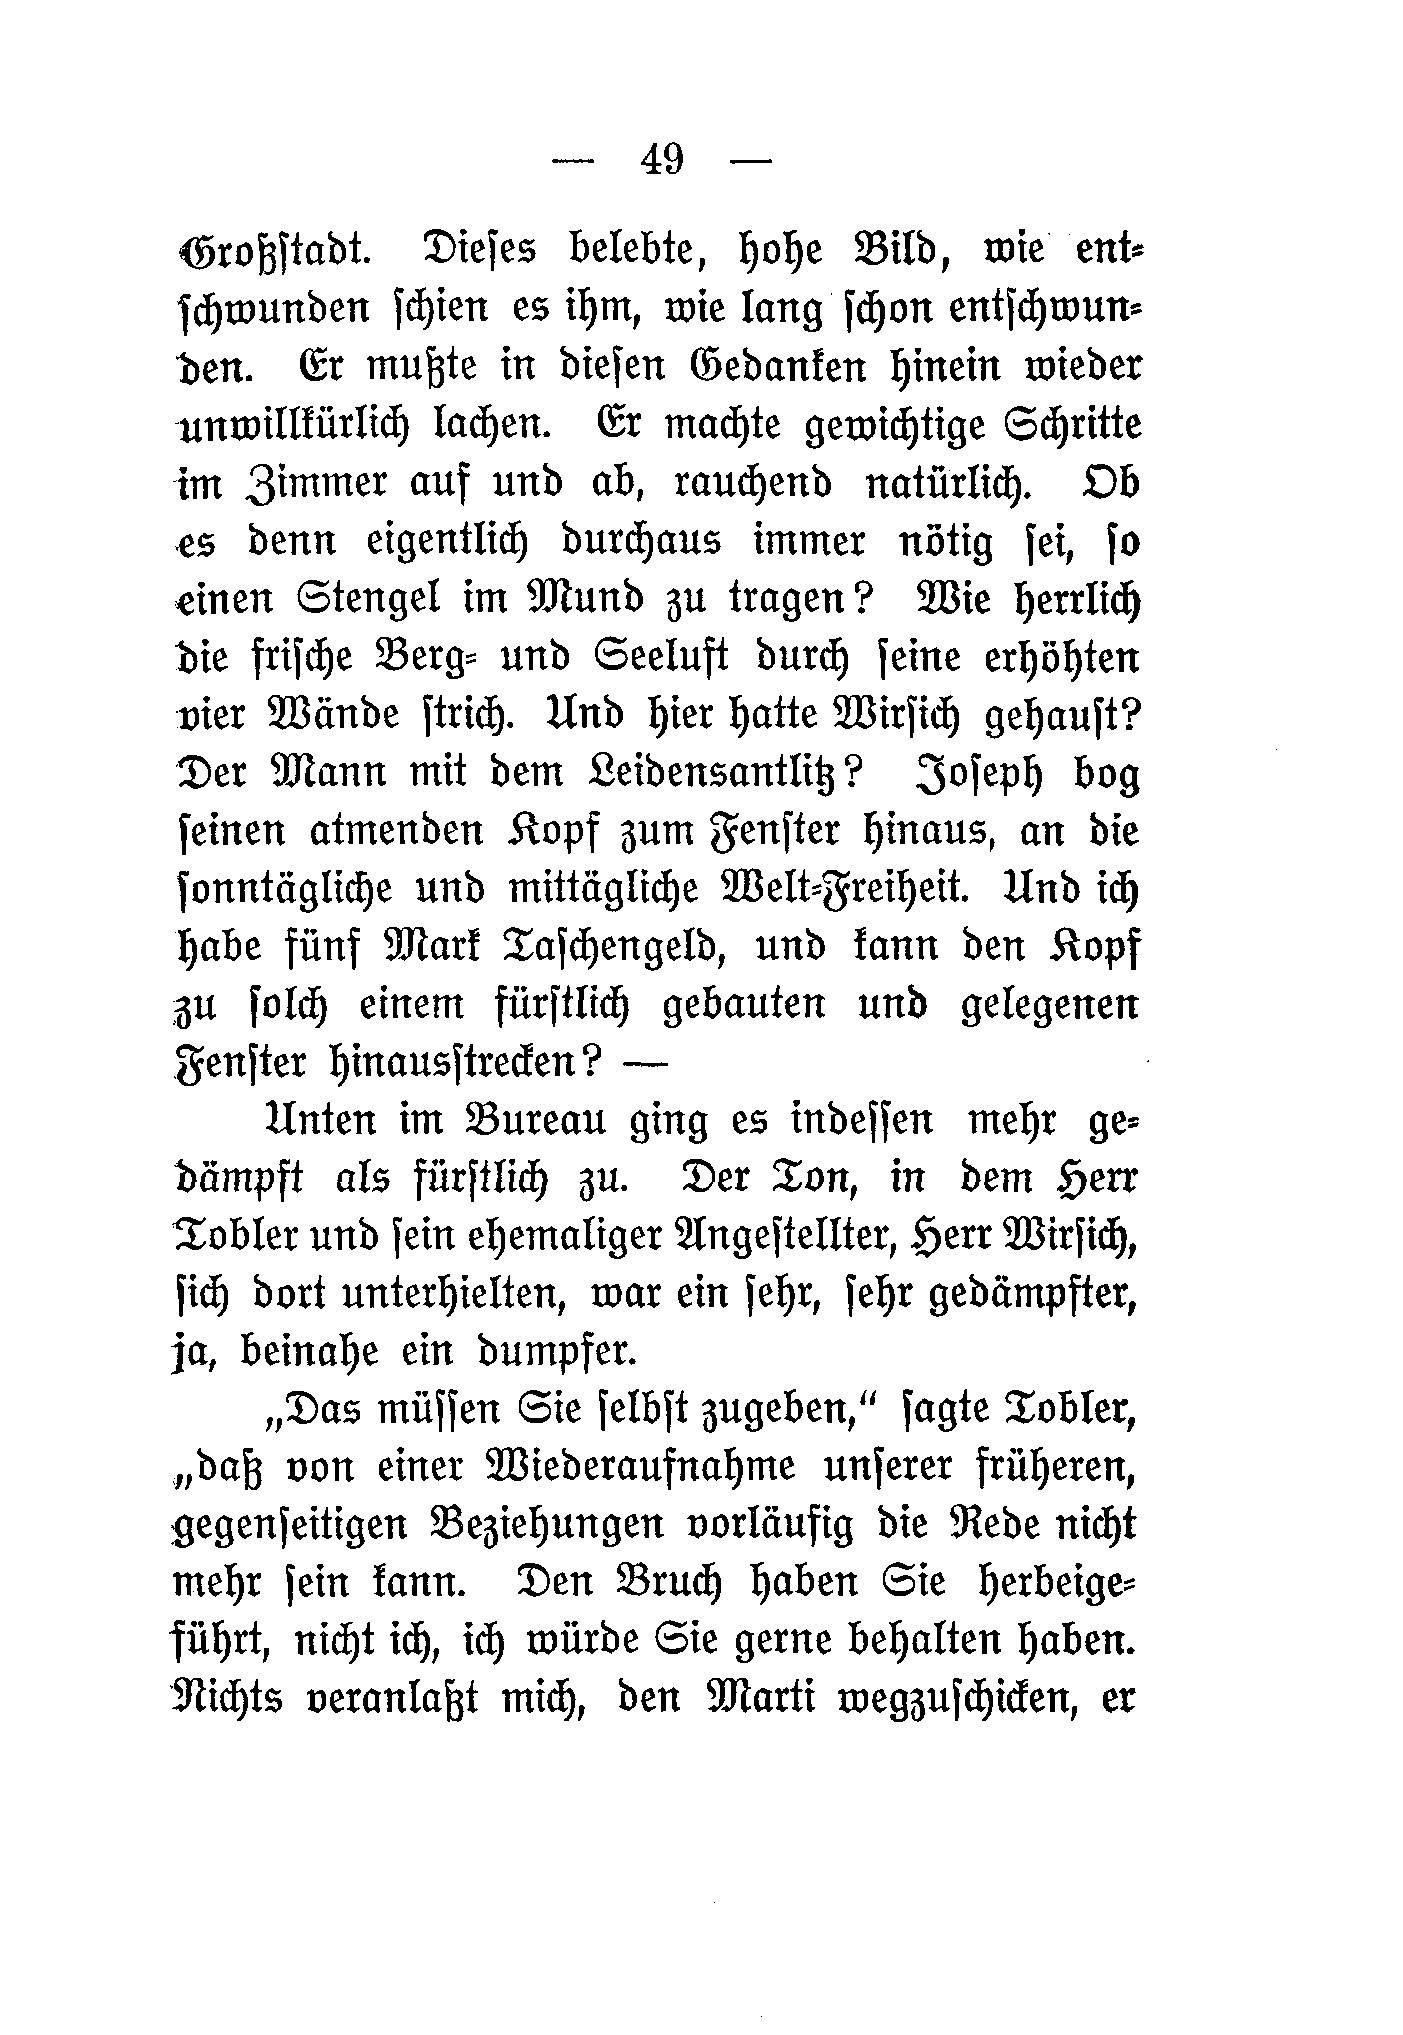 — 49 —
Großſtadt. Dieſes belebte, hohe Bild, wie ent⸗
ſchwunden ſchien es ihm, wie lang ſchon entſchwun⸗
den. Er mußte in dieſen Gedanken hinein wieder
unwillkürlich lachen. Er machte gewichtige Schritte
im Zimmer auf und ab, rauchend natürlich. Ob
es denn eigentlich durchaus immer nötig ſei, ſo
einen Stengel im Mund zu tragen? Wie herrlich
die friſche Berg⸗ und Seeluft durch ſeine erhöhten
vier Wände ſtrich. Und hier hatte Wirſich gehauſt?
Der Mann mit dem Leidensantlitz? Joſeph bog
ſeinen atmenden Kopf zum Fenſter hinaus, an die
ſonntägliche und mittägliche Welt⸗Freiheit. Und ich
habe fünf Mark Taſchengeld, und kann den Kopf
zu ſolch einem fürſtlich gebauten und gelegenen
Fenſter hinausſtrecken? —
Unten im Bureau ging es indeſſen mehr ge⸗
dämpft als fürſtlich zu. Der Ton, in dem Herr
Tobler und ſein ehemaliger Angeſtellter, Herr Wirſich,
ſich dort unterhielten, war ein ſehr, ſehr gedämpfter,
ja, beinahe ein dumpfer.
„Das müſſen Sie ſelbſt zugeben,“ ſagte Tobler,
„daß von einer Wiederaufnahme unſerer früheren,
gegenſeitigen Beziehungen vorläufig die Rede nicht
mehr ſein kann. Den Bruch haben Sie herbeige⸗
führt, nicht ich, ich würde Sie gerne behalten haben.
Nichts veranlaßt mich, den Marti wegzuſchicken, er